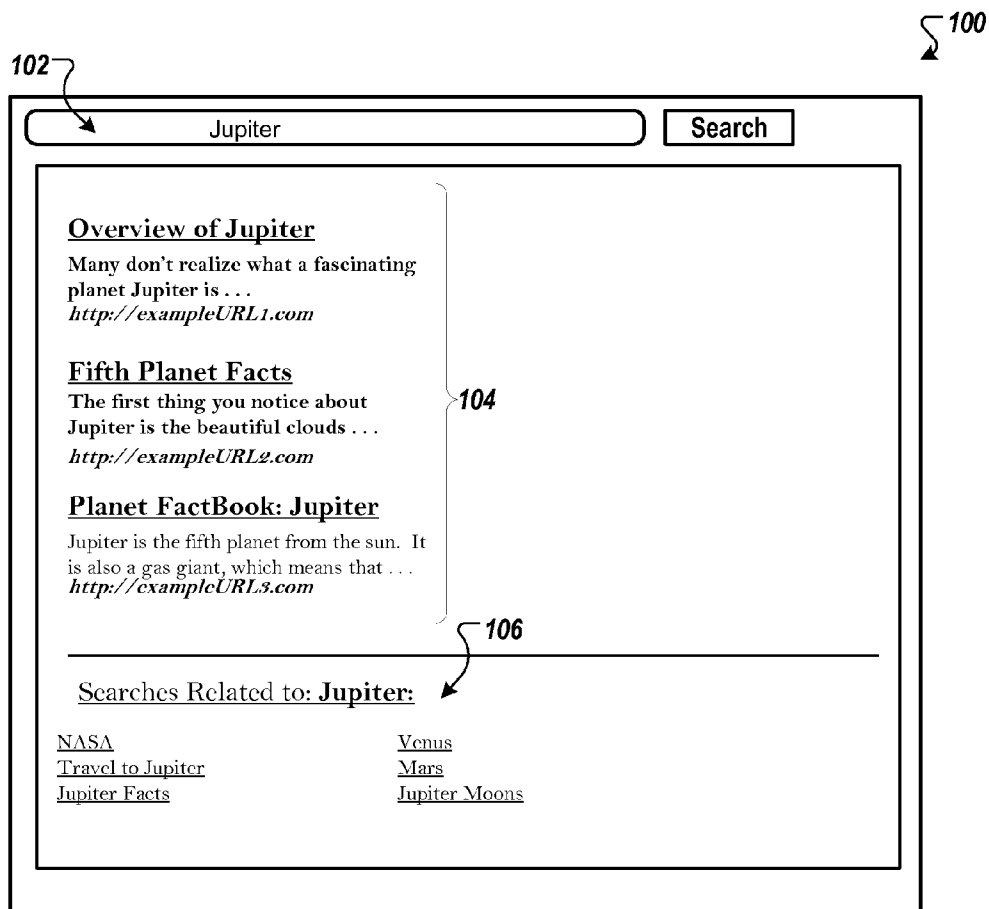 100
102
Jupiter
Search
Overview of Jupiter
Many don't realize what a fascinating
planet Jupiter is . . .
http://exampleURL1.com
Fifth Planet Facts
The first thing you notice about
Jupiter is the beautiful clouds . . .
http://exampleURL2.com
104
Planet FactBook: Jupiter
Jupiter is the fifth planet from the sun. It
is also a gas giant, which means that . . .
http://exampleURL3.com
106
Searches Related to: Jupiter:
NASA
Venus
Travel to Jupiter
Mars
Jupiter Facts
Jupiter Moons